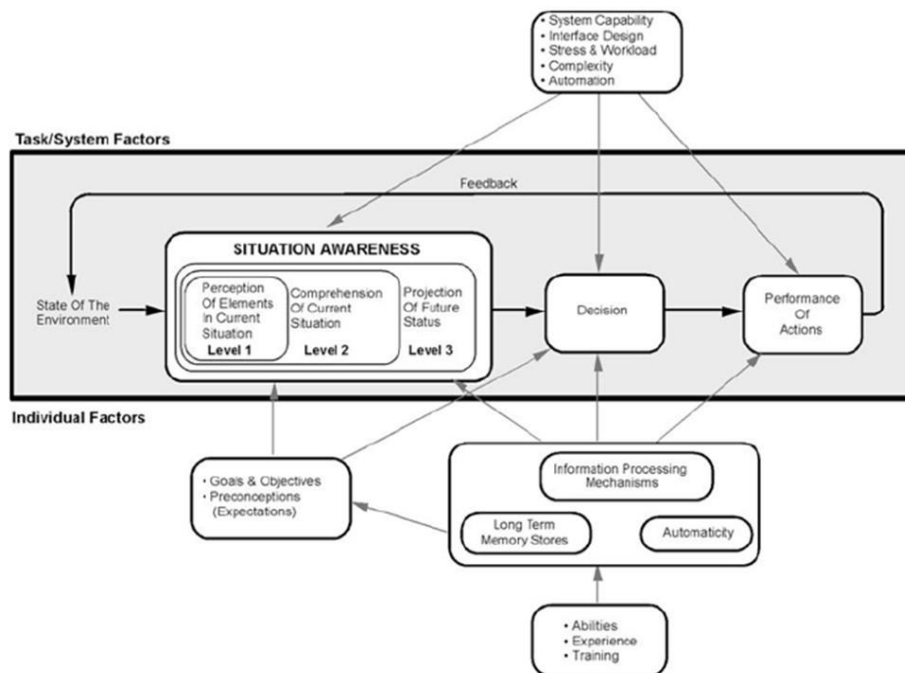 • System Capability
• Interface Design
• Stress & Workload
• Complexity
• Automation
Task/System Factors
Feedback
SITUATION AWARENESS
State Of The
Environment
Perception
Of Elements
In Current
Situation
Level 1
Comprehension
Of Current
Situation
Level 2
Projection
Of Future
Status
Level 3
Decision
Performance
Of
Actions
Individual Factors
• Goals & Objectives
• Preconceptions
(Expectations)
Information Processing
Mechanisms
Long Term
Memory Stores
Automaticity
• Abilities
• Experience
• Training